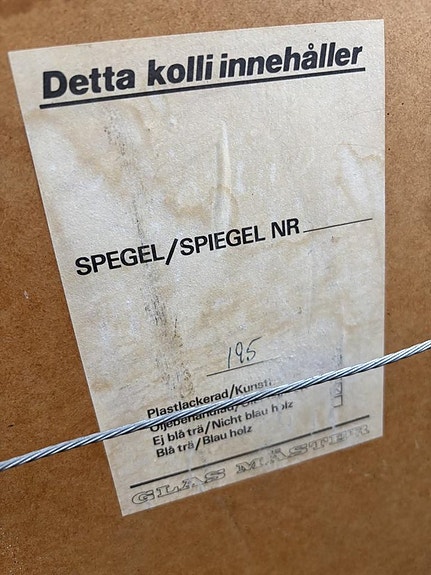 Detta kolli innehåller
SPEGEL/SPIEGEL NR
195
Plastlackerad/Kunst
Oljebehandlad/
Ej blå trä/Nicht blau holz
Blå trä/Blau holz
GLAS MÄSTER